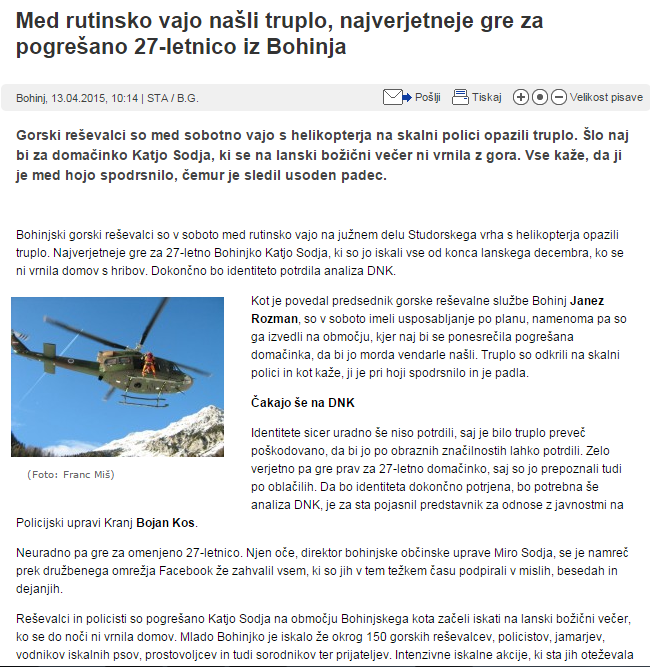 Med rutinsko vajo našli truplo, najverjetneje gre za
pogrešano 27-letnico iz Bohinja
Bohinj, 13.04.2015, 10:14 | STA / B.G.
Pošlji
Tiskaj
Velikost pisave
Gorski reševalci so med sobotno vajo s helikopterja na skalni polici opazili truplo. Šlo naj
bi za domačinko Katjo Sodja, ki se na lanski božični večer ni vrnila z gora. Vse kaže, da ji
je med hojo spodrsnilo, čemur je sledil usoden padec.
Bohinjski gorski reševalci so v soboto med rutinsko vajo na južnem delu Studorskega vrha s helikopterja opazili
truplo. Najverjetneje gre za 27-letno Bohinjko Katjo Sodja, ki so jo iskali vse od konca lanskega decembra, ko se
ni vrnila domov s hribov. Dokončno bo identiteto potrdila analiza DNK.
Kot je povedal predsednik gorske reševalne službe Bohinj Janez
Rozman, so v soboto imeli usposabljanje po planu, namenoma pa so
ga izvedli na območju, kjer naj bi se ponesrečila pogrešana
domačinka, da bi jo morda vendarle našli. Truplo so odkrili na skalni
polici in kot kaže, ji je pri hoji spodrsnilo in je padla.
Čakajo še na DNK
Identitete sicer uradno še niso potrdili, saj je bilo truplo preveč
poškodovano, da bi jo po obraznih značilnostih lahko potrdili. Zelo
verjetno pa gre prav za 27-letno domačinko, saj so jo prepoznali tudi
po oblačilih. Da bo identiteta dokončno potrjena, bo potrebna še
analiza DNK, je za sta pojasnil predstavnik za odnose z javnostmi na
Policijski upravi Kranj Bojan Kos.
(Foto: Franc Miš)
Neuradno pa gre za omenjeno 27-letnico. Njen oče, direktor bohinjske občinske uprave Miro Sodja, se je namreč
prek družbenega omrežja Facebook že zahvalil vsem, ki so jih v tem težkem času podpirali v mislih, besedah in
dejanjih.
Reševalci in policisti so pogrešano Katjo Sodja na območju Bohinjskega kota začeli iskati na lanski božični večer,
ko se do noči ni vrnila domov. Mlado Bohinjko je iskalo že okrog 150 gorskih reševalcev, policistov, jamarjev,
vodnikov iskalnih psov, prostovoljcev in tudi sorodnikov ter prijateljev. Intenzivne iskalne akcije, ki sta jih oteževala